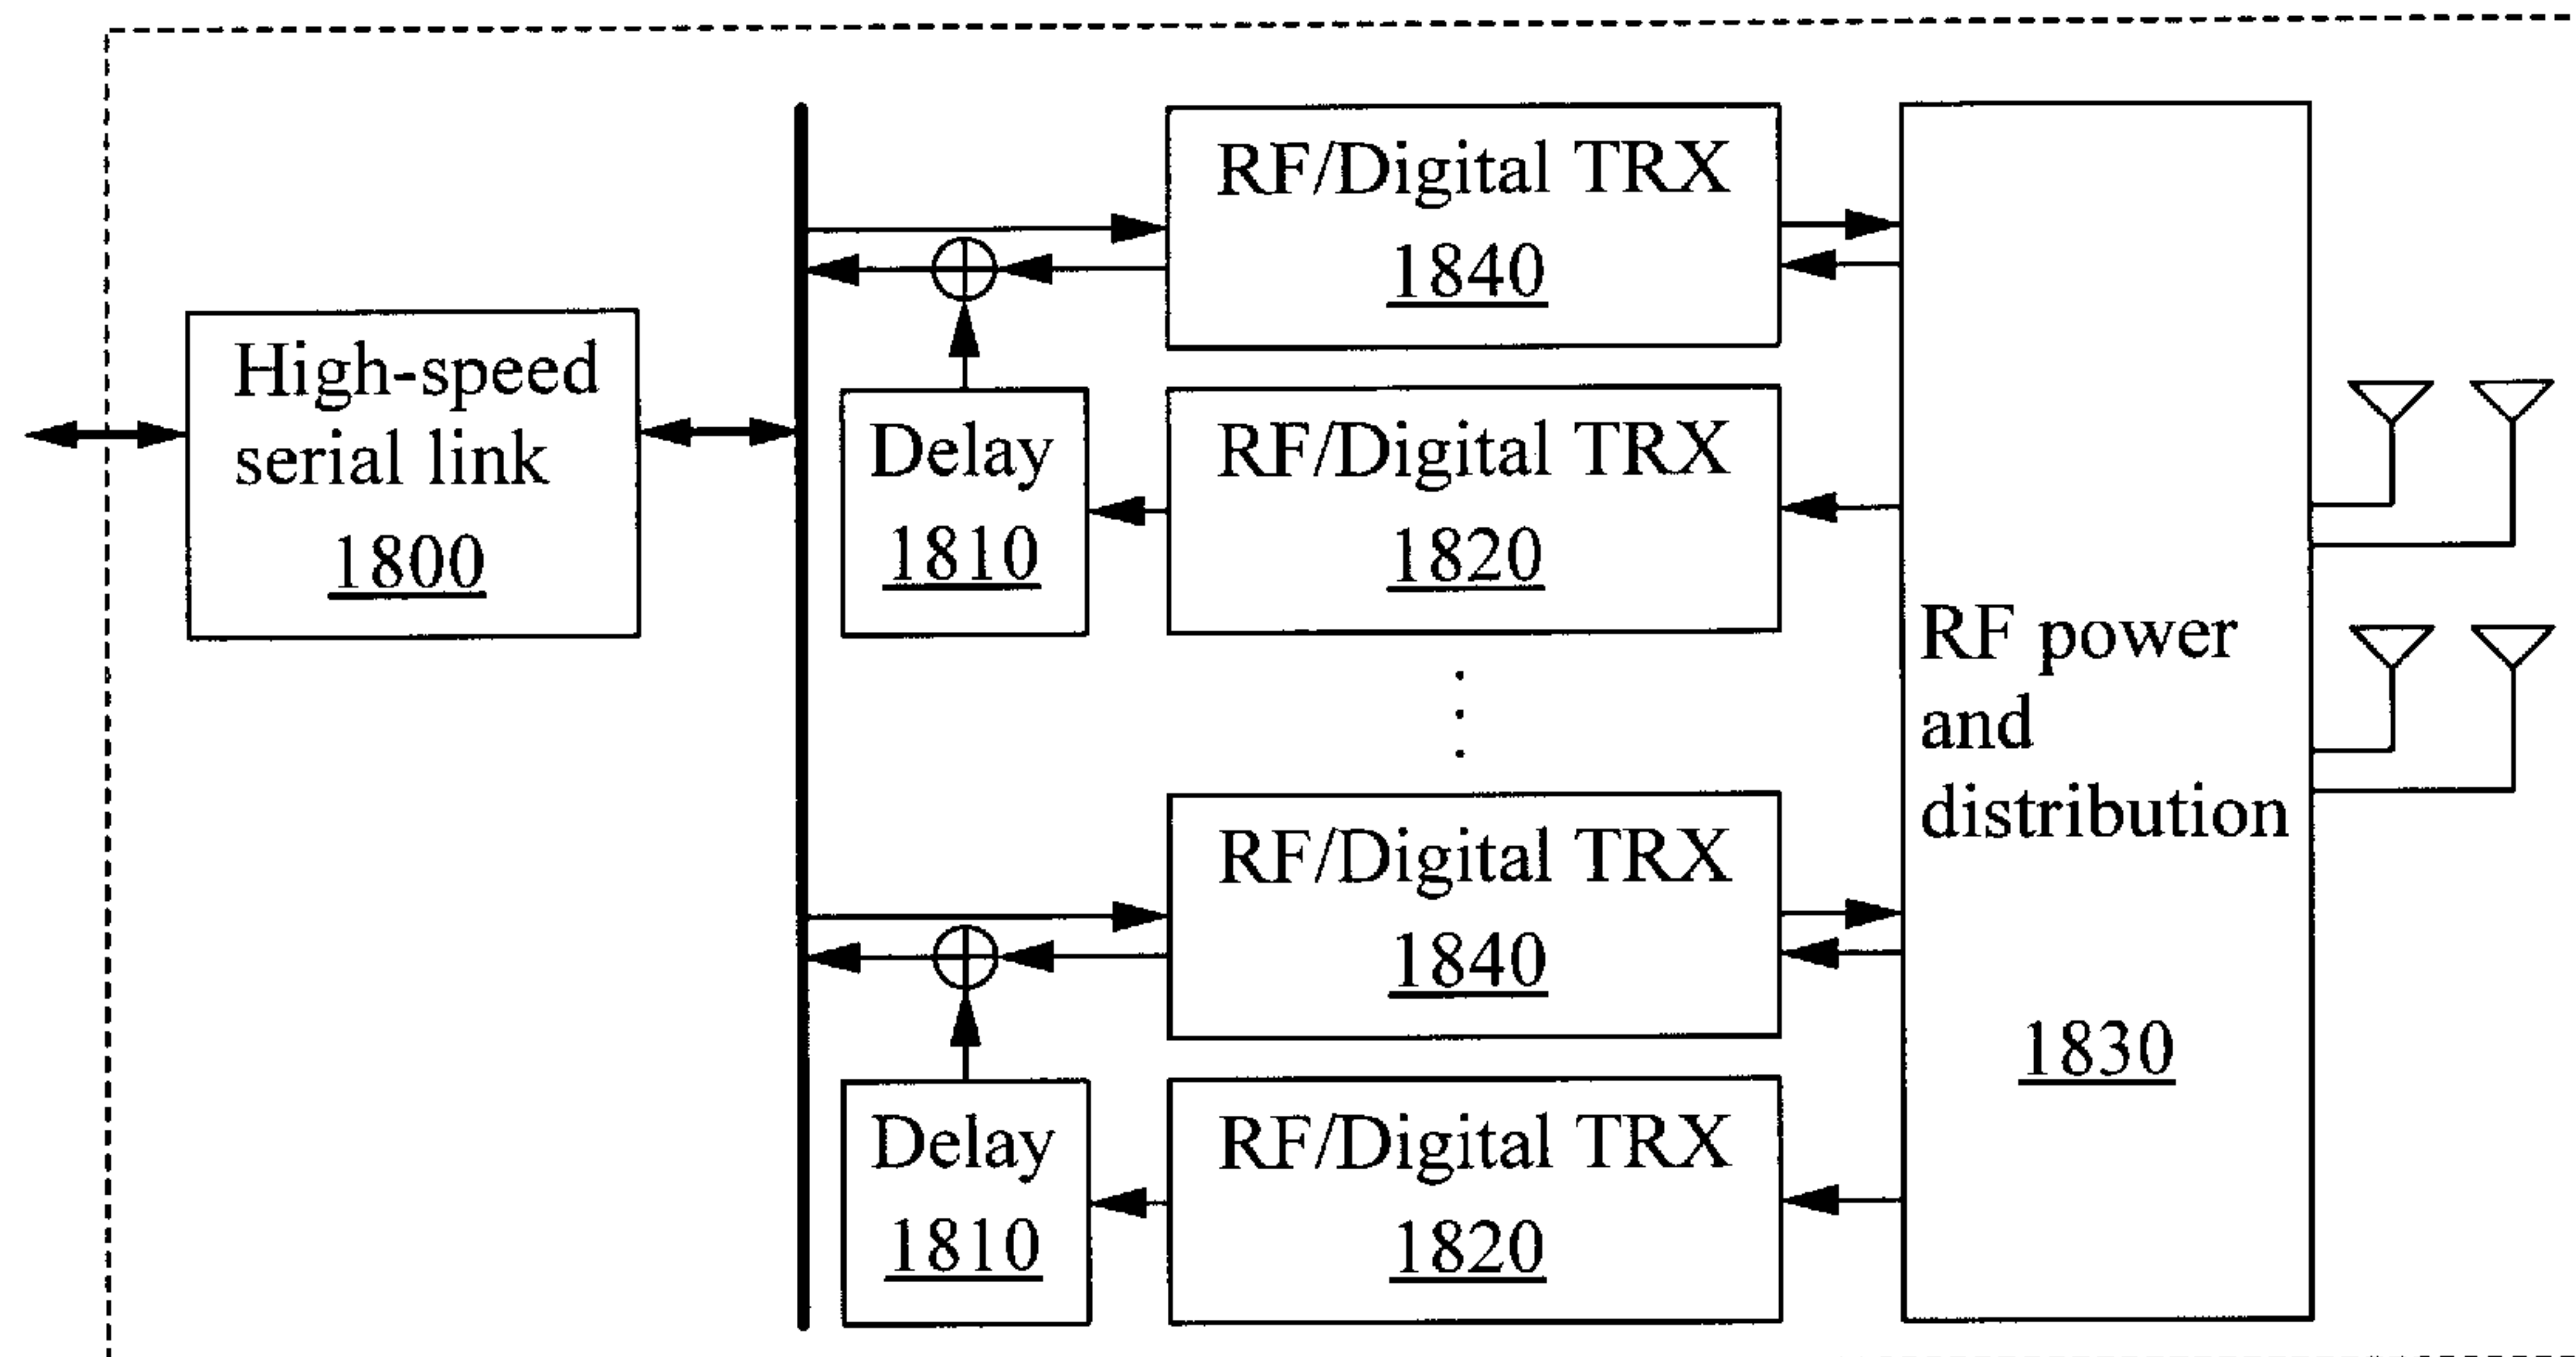 High-speed
serial link
1800
RF/Digital TRX
1840
Delay
1810
RF/Digital TRX
1820
RF/Digital TRX
1840
Delay
1810
RF/Digital TRX
1820
RF power
and
distribution
1830